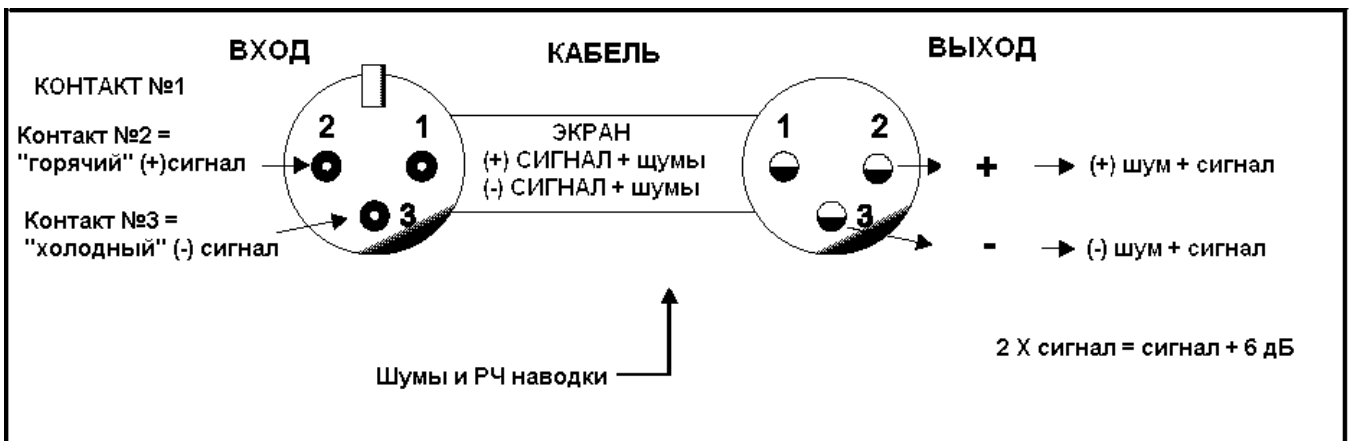 ВХОД
КАБЕЛЬ
ВЫХОД
КОНТАКТ №1
Контакт №2 =
"горячий" (+)сигнал
2 1
3
Контакт №3 =
"холодный" (-) сигнал
ЭКРАН
(+) СИГНАЛ + щумы
(-) СИГНАЛ + шумы
1 2
3
+ (+) шум + сигнал
- (-) шум + сигнал
2 X сигнал = сигнал + 6 дБ
Шумы и РЧ наводки